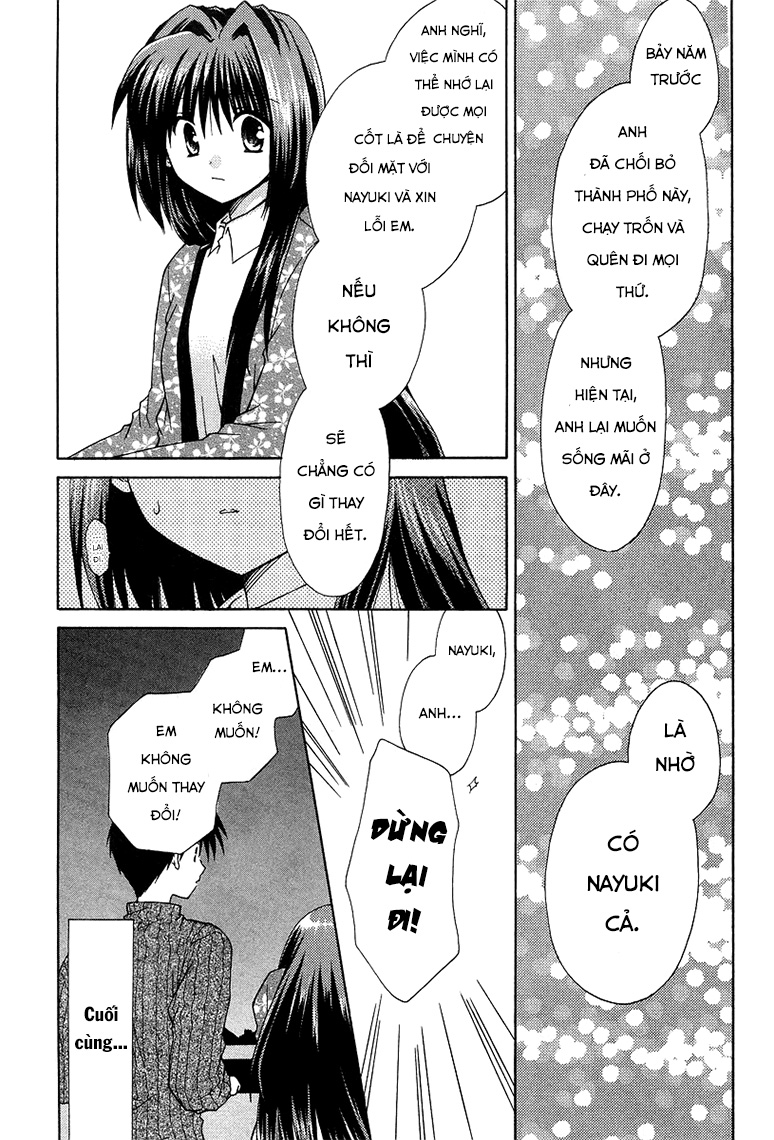 BẢY NĂM
TRƯỚC
ANH
ĐÃ CHỐI BỎ
THÀNH PHỐ NÀY,
CHẠY TRỐN VÀ
QUÊN ĐI MỌI
THỨ.
NHƯNG
HIỆN TẠI,
ANH LẠI MUỐN
SỐNG MÃI Ở
ĐÂY.
LÀ
NHỜ
CÓ
NAYUKI
CẢ.
ANH NGHĨ,
VIỆC MÌNH CÓ
THỂ NHỚ LẠI
ĐƯỢC MỌI
CỐT LÀ ĐỂ CHUYỆN
ĐỐI MẶT VỚI
NAYUKI VÀ XIN
LỖI EM.
NẾU
KHÔNG
THÌ
SẼ
CHẲNG CÓ
GÌ THAY
ĐỔI HẾT.
LẠI
ĐI.
NAYUKI,
ANH...
DỪNG
LẠI
ĐI!
EM...
KHÔNG
MUỐN!
EM
KHÔNG
MUỐN THAY
ĐỔI!
Cuối
cùng...